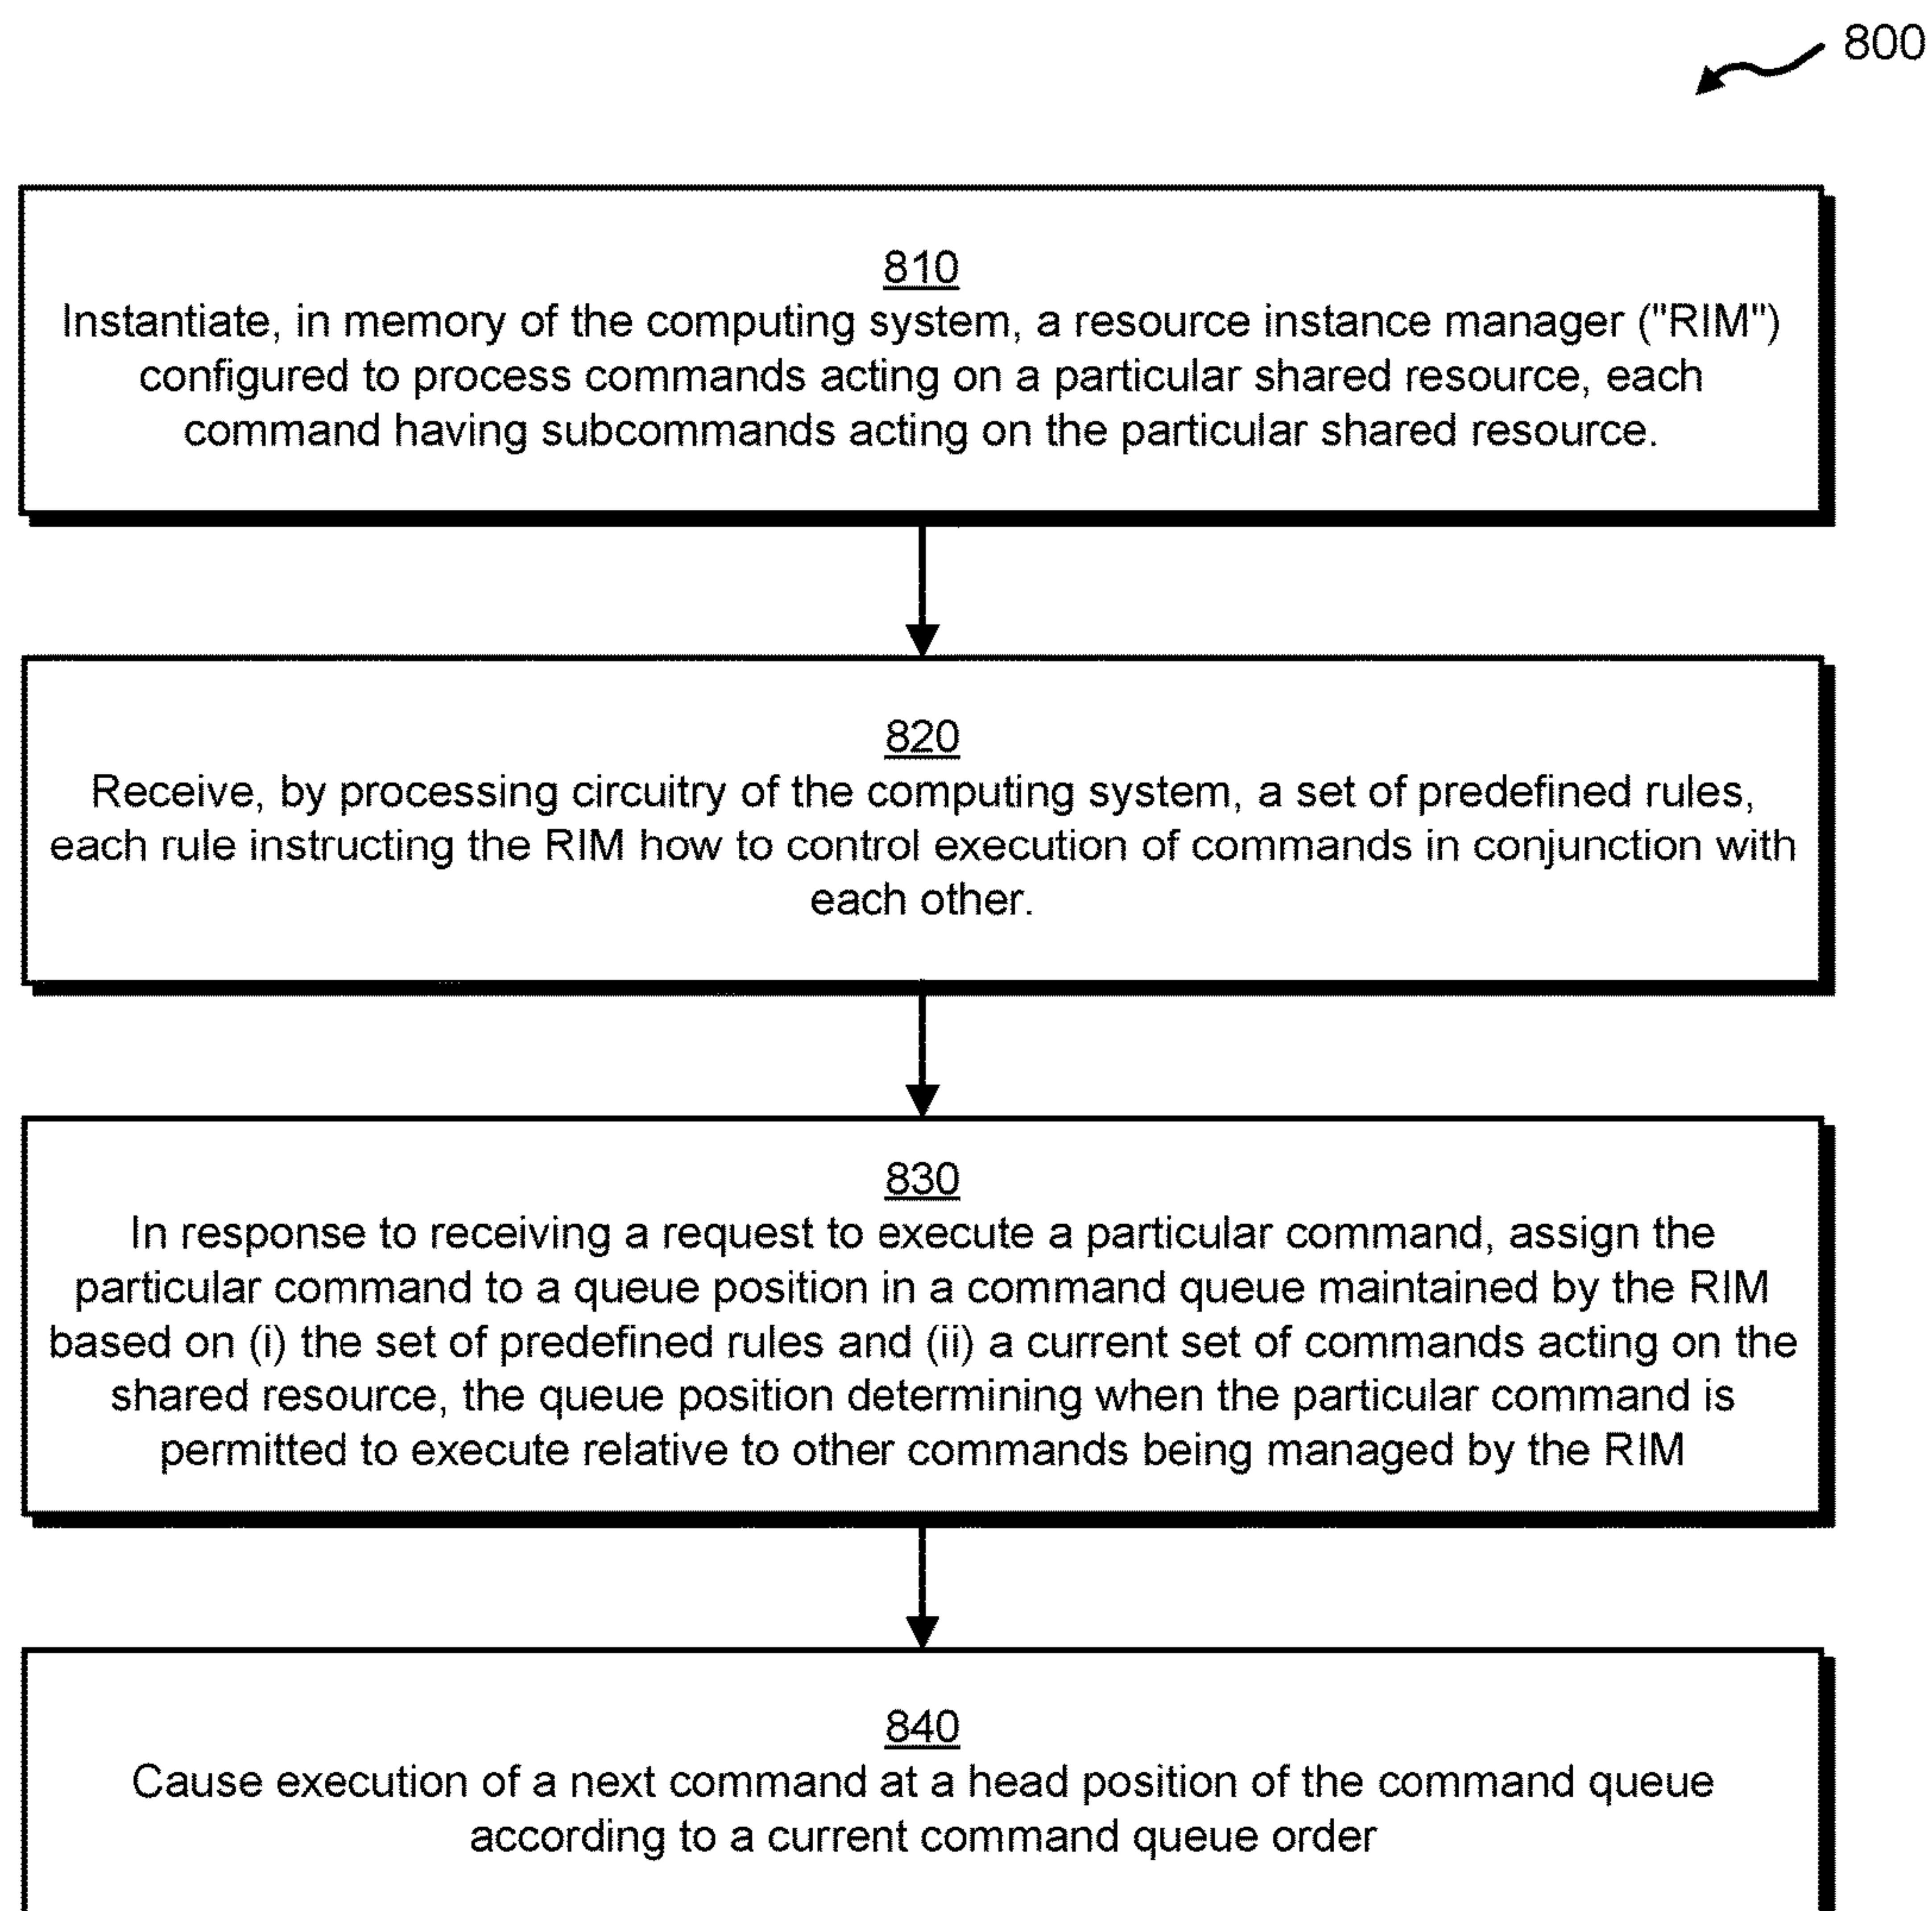 800
810
Instantiate, in memory of the computing system, a resource instance manager ("RIM")
configured to process commands acting on a particular shared resource, each
command having subcommands acting on the particular shared resource.
820
Receive, by processing circuitry of the computing system, a set of predefined rules,
each rule instructing the RIM how to control execution of commands in conjunction with
each other.
830
In response to receiving a request to execute a particular command, assign the
particular command to a queue position in a command queue maintained by the RIM
based on (i) the set of predefined rules and (ii) a current set of commands acting on the
shared resource, the queue position determining when the particular command is
permitted to execute relative to other commands being managed by the RIM
840
Cause execution of a next command at a head position of the command queue
according to a current command queue order